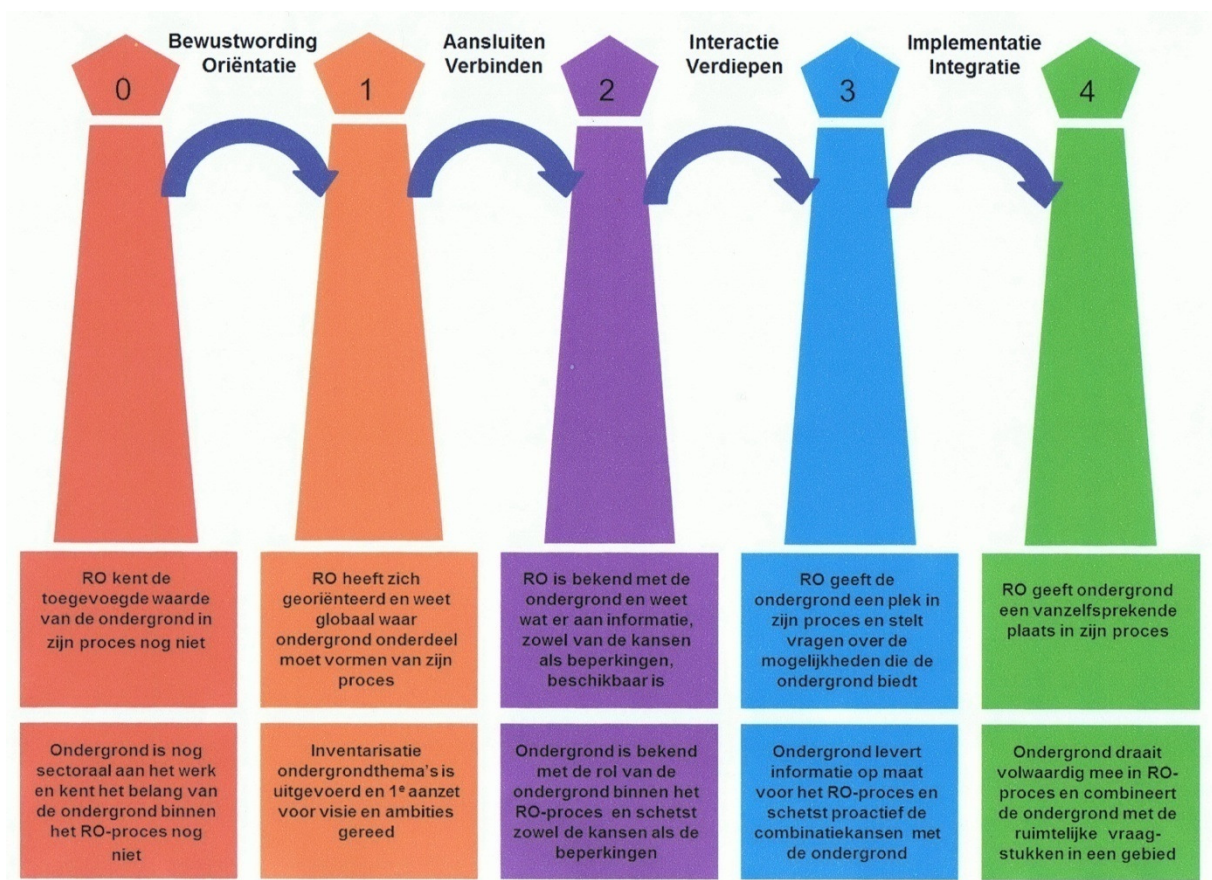 0
Bewustwording
Oriëntatie
1
Aansluiten
Verbinden
2
Interactie
Verdiepen
3
Implementatie
Integratie
4
RO kent de
toegevoegde waarde
van de ondergrond in
zijn proces nog niet
RO heeft zich
georiënteerd en weet
globaal waar
ondergrond onderdeel
moet vormen van zijn
proces
RO is bekend met de
ondergrond en weet
wat er aan informatie,
zowel van de kansen
als beperkingen,
beschikbaar is
RO geeft de
ondergrond een plek in
zijn proces en stelt
vragen over de
mogelijkheden die de
ondergrond biedt
RO geeft ondergrond
een vanzelfsprekende
plaats in zijn proces
Ondergrond is nog
sectoraal aan het werk
en kent het belang van
de ondergrond binnen
het RO-proces nog
niet
Inventarisatie
ondergrondthema's is
uitgevoerd en 1e aanzet
voor visie en ambities
gereed
Ondergrond is bekend
met de rol van de
ondergrond binnen het
RO-proces en schetst
zowel de kansen als de
beperkingen
Ondergrond levert
informatie op maat
voor het RO-proces en
schetst proactief de
combinatiekansen met
de ondergrond
Ondergrond draait
volwaardig mee in RO-
proces en combineert
de ondergrond met de
ruimtelijke vraag-
stukken in een gebied